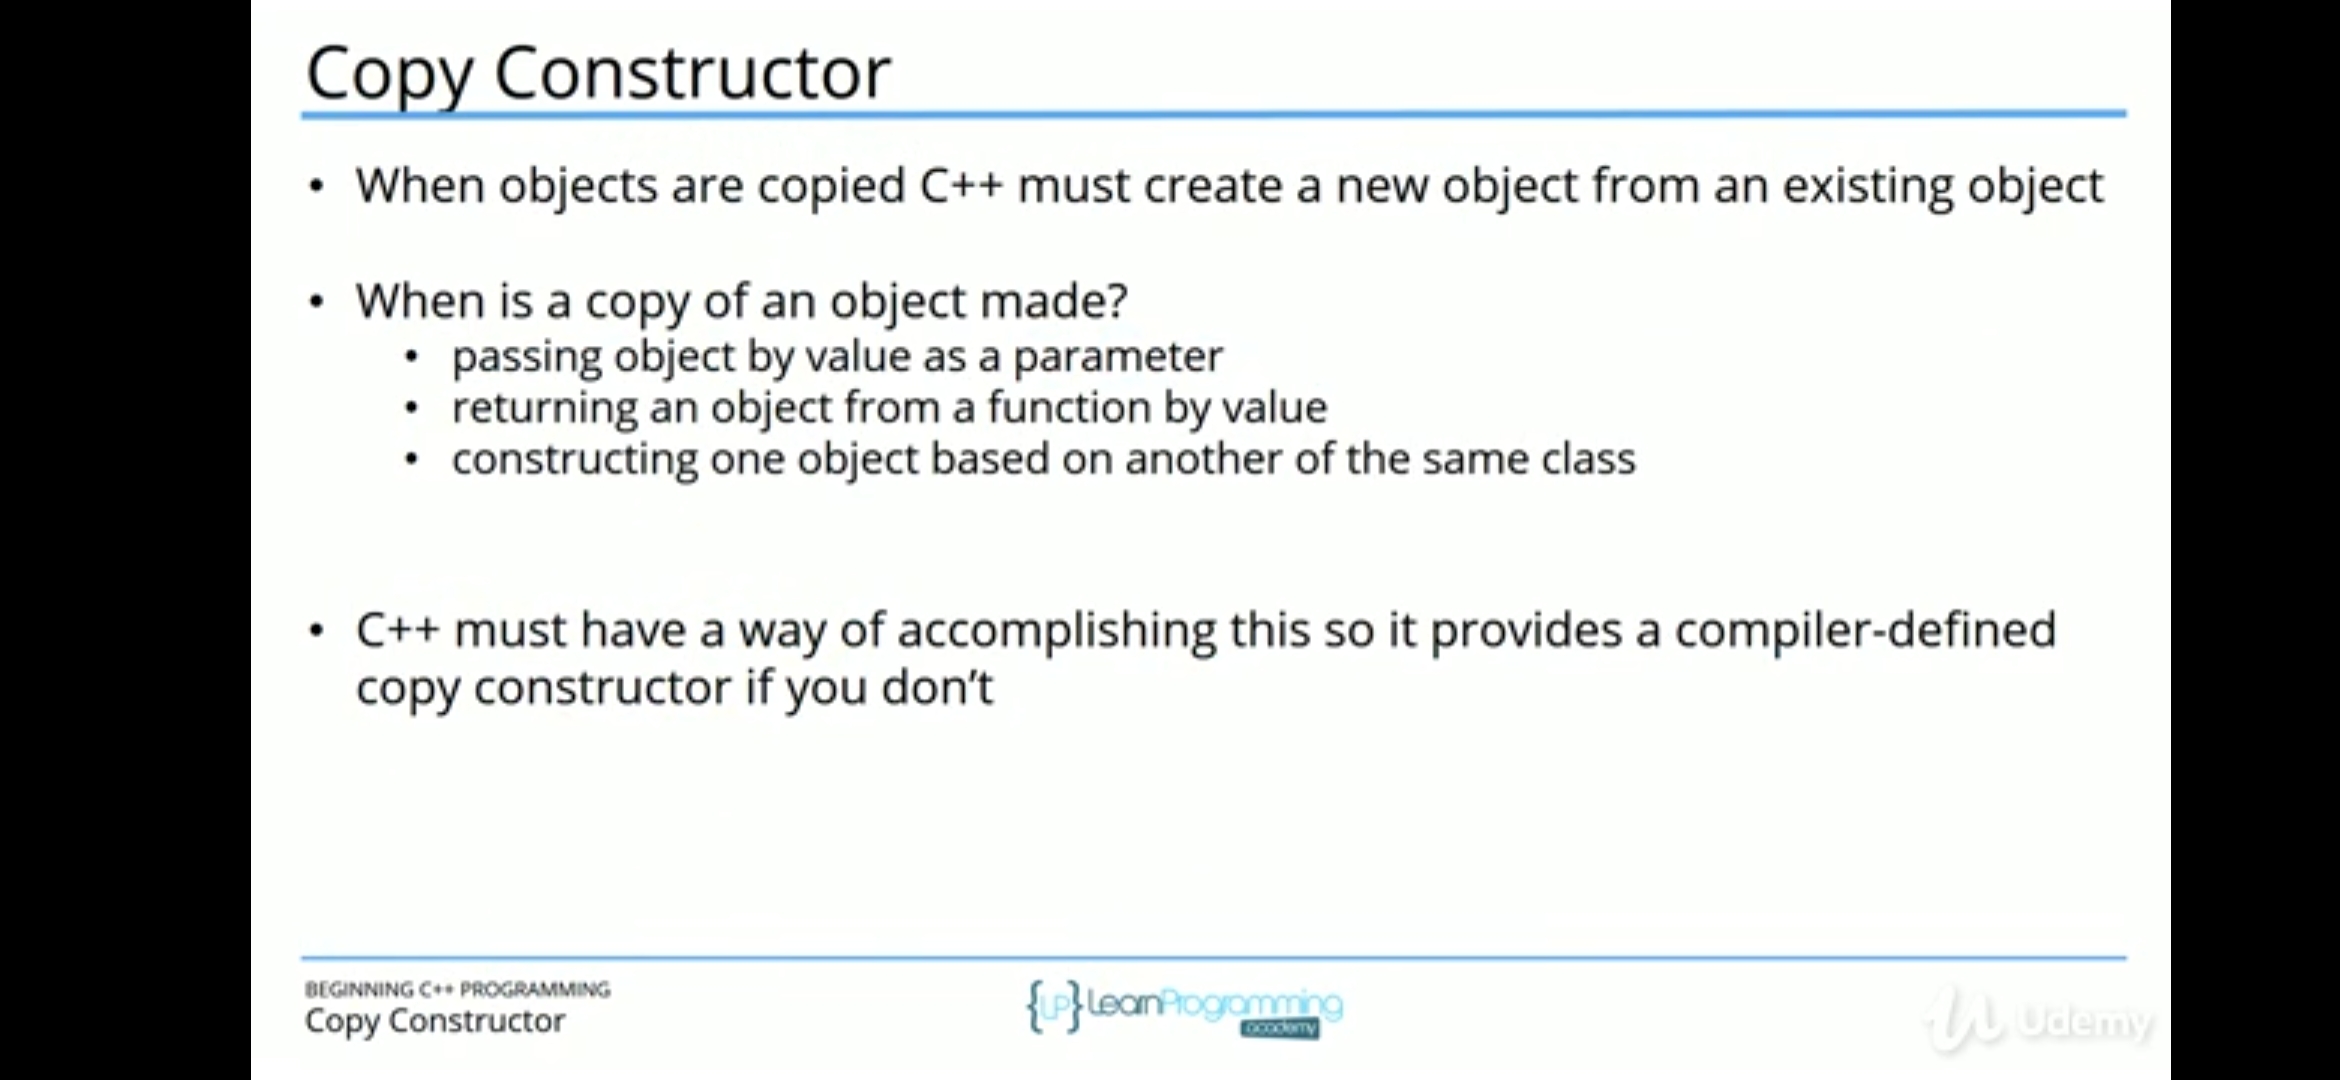 Copy Constructor
• When objects are copied C++ must create a new object from an existing object
• When is a copy of an object made?
• passing object by value as a parameter
• returning an object from a function by value
• constructing one object based on another of the same class
• C++ must have a way of accomplishing this so it provides a compiler-defined
copy constructor if you don’t
BEGINNING C++ PROGRAMMING
Copy Constructor
{LP} LearnProgramming
academy
Udemy